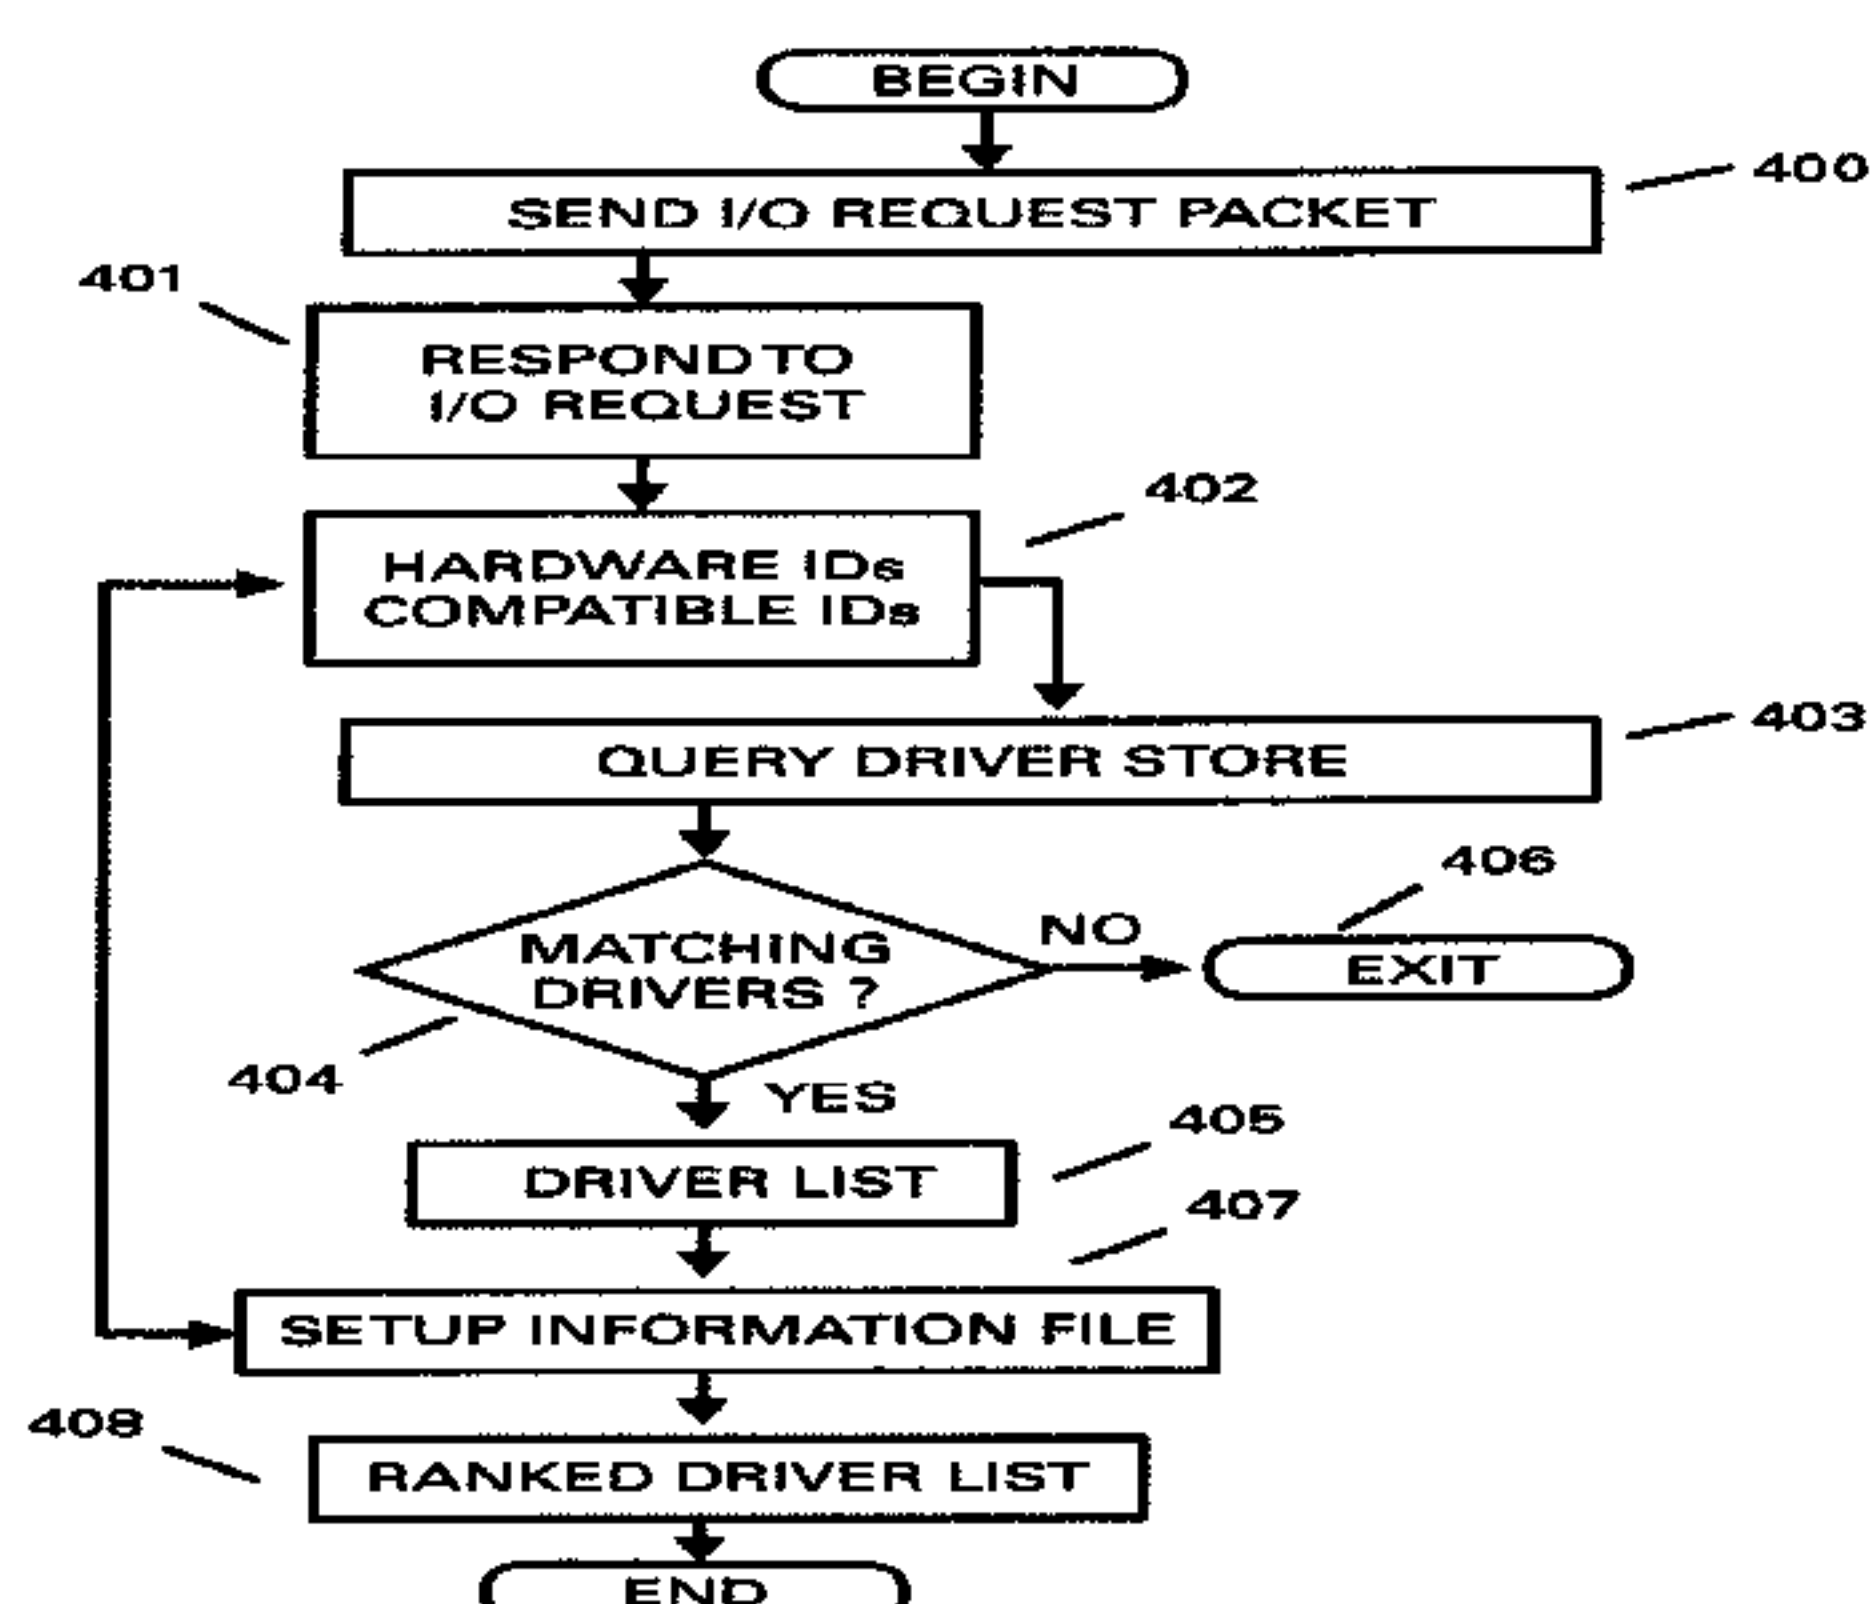 BEGIN
400
SEND I/O REQUEST PACKET
401
RESPOND TO
I/O REQUEST
402
HARDWARE IDs
COMPATIBLE IDs
403
QUERY DRIVER STORE
406
MATCHING
DRIVERS ?
NO
EXIT
404
YES
405
DRIVER LIST
407
SETUP INFORMATION FILE
408
RANKED DRIVER LIST
END